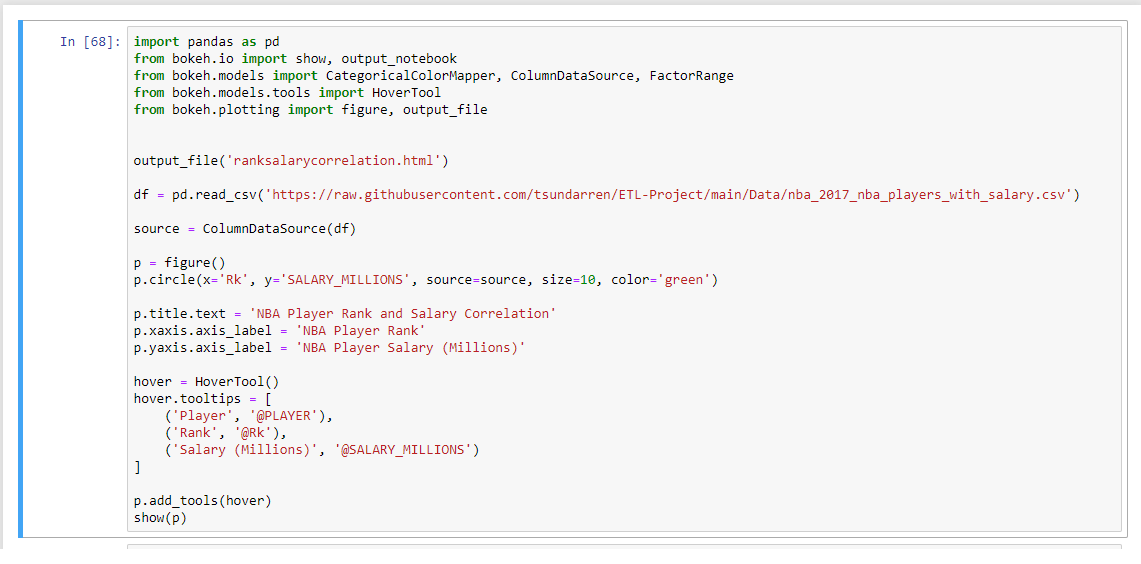 In [68]: import pandas as pd
from bokeh.io import show, output_notebook
from bokeh.models import CategoricalColorMapper, ColumnDataSource, FactorRange
from bokeh.models.tools import HoverTool
from bokeh.plotting import figure, output_file
output_file('ranksalarycorrelation.html')
df = pd.read_csv('https://raw.githubusercontent.com/tsundarren/ETL-Project/main/Data/nba_2017_nba_players_with_salary.csv')
source = ColumnDataSource(df)
p = figure()
p.circle(x='Rk', y='SALARY_MILLIONS', source=source, size=10, color='green')
p.title.text = 'NBA Player Rank and Salary Correlation'
p.xaxis.axis_label = 'NBA Player Rank'
p.yaxis.axis_label = 'NBA Player Salary (Millions)'
hover = HoverTool()
hover.tooltips = [
    ('Player', '@PLAYER'),
    ('Rank', '@Rk'),
    ('Salary (Millions)', '@SALARY_MILLIONS')
]
p.add_tools(hover)
show(p)